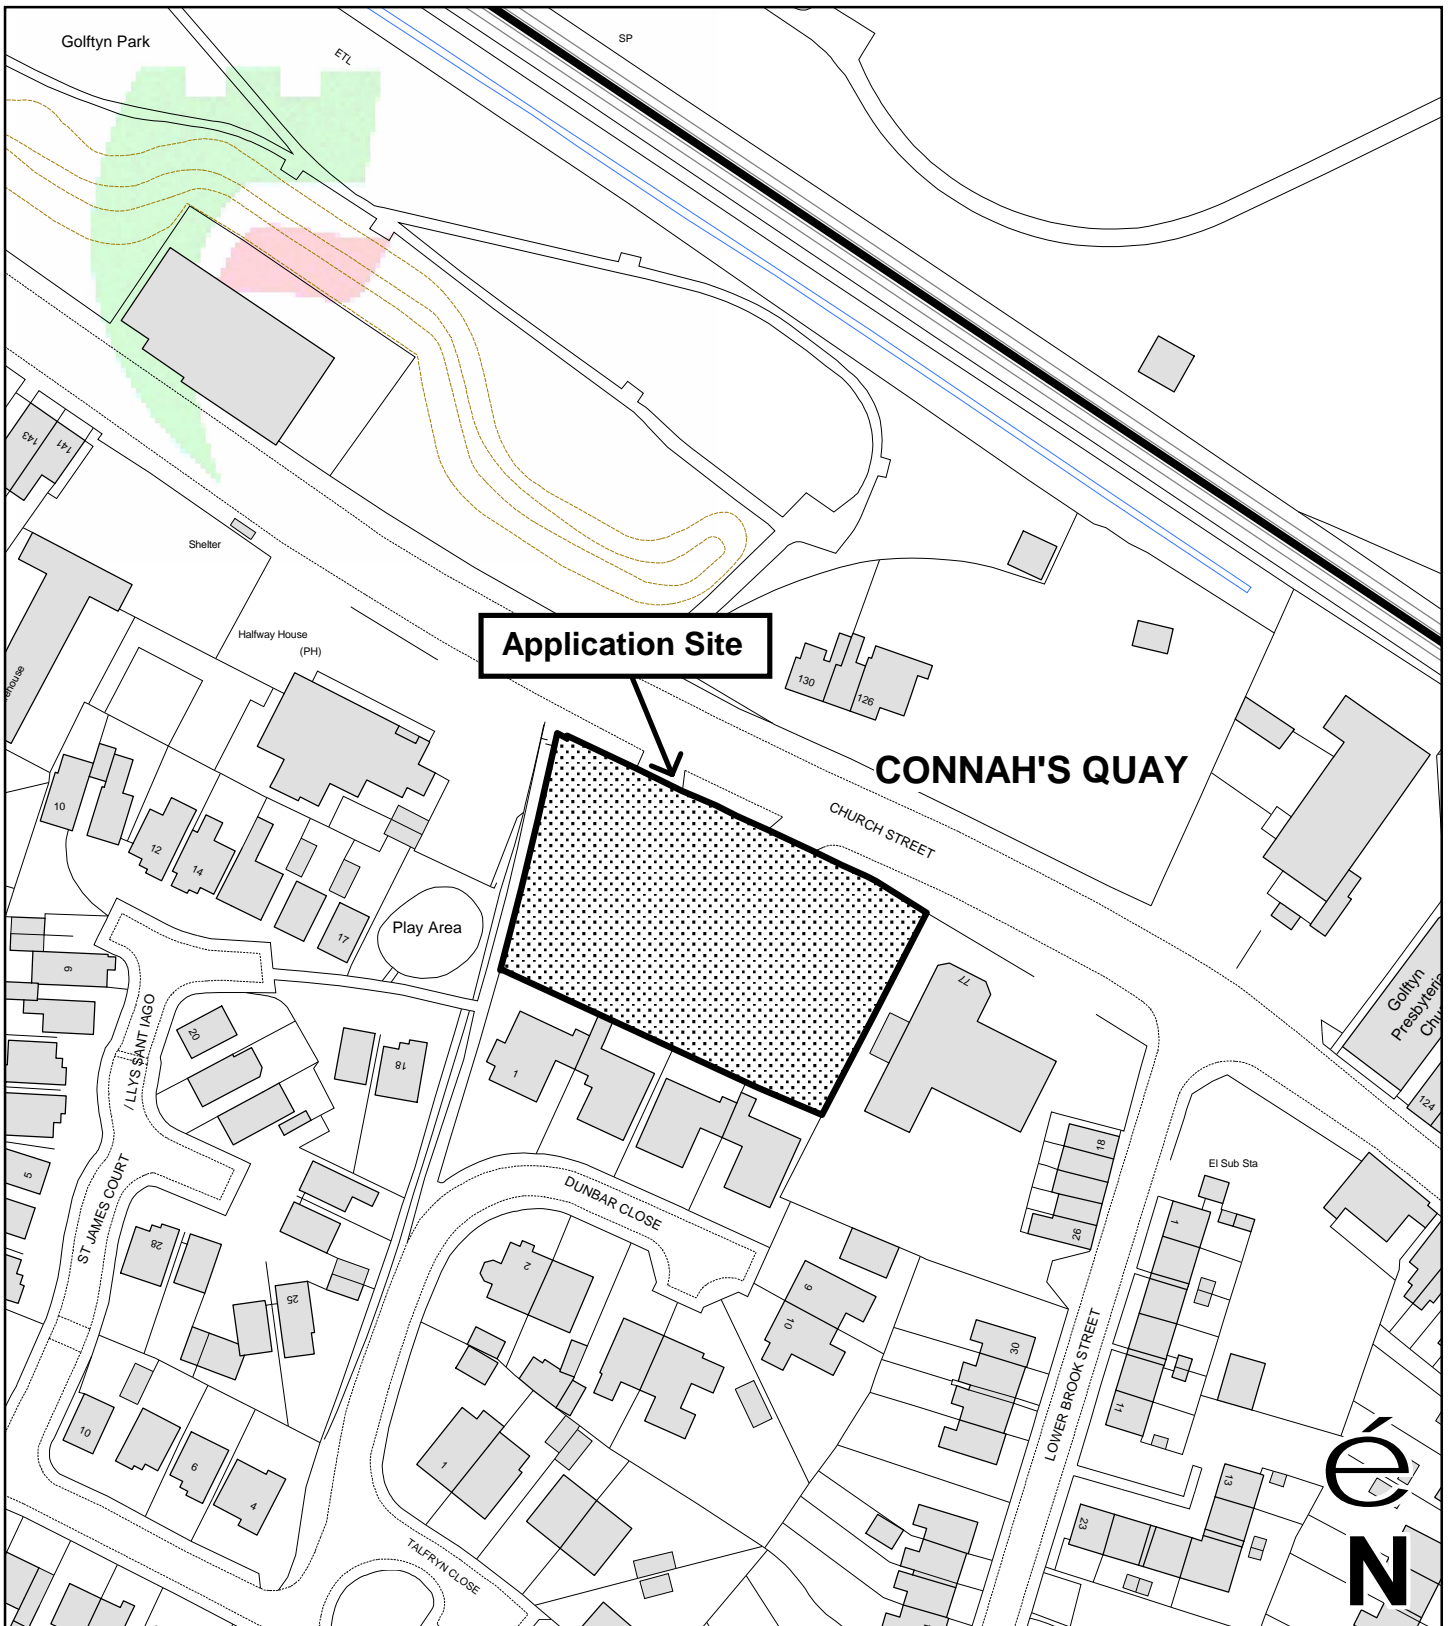 Golftyn Park
ETL
SP
143
141
Shelter
Halfway House
(PH)
Application Site
130
126
CONNAH'S QUAY
CHURCH STREET
10
12
14
17
Play Area
77
Golftyn
Presbyteria
Chu
124
9
20
18
1
/ LLYS SANT IAGO
ST JAMES COURT
5
28
25
DUNBAR CLOSE
2
9
10
18
26
El Sub Sta
1
11
30
LOWER BROOK STREET
10
6
4
1
TALFRYN CLOSE
13
23
é
N